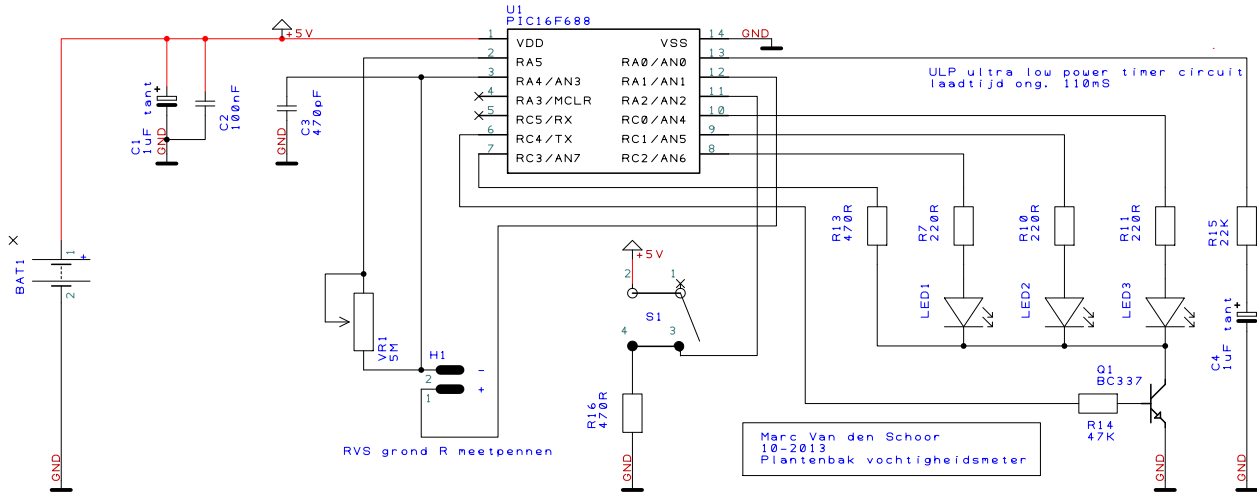 U1
PIC16F688
+5V
1 VDD VSS 14 GND
2 RA5 RA0/AN0 13
3 RA4/AN3 RA1/AN1 12
4 RA3/MCLR RA2/AN2 11
5 RC5/RX RC0/AN4 10
6 RC4/TX RC1/AN5 9
7 RC3/AN7 RC2/AN6 8
ULP ultra low power timer circuit
laadtijd ong. 110mS
C1
1uF tant
+
GND
C2
100nF
C3
470pF
GND
BAT1
1
+
2
GND
VR1
5M
H1
2
-
1
+
RVS grond R meetpennen
+5V
2
1
S1
4
3
R16
470R
GND
R13
470R
R7
220R
R10
220R
R11
220R
R15
22K
LED1
LED2
LED3
C4
1uF tant
+
Q1
BC337
R14
47K
GND
GND
Marc Van den Schoor
10-2013
Plantenbak vochtigheidsmeter